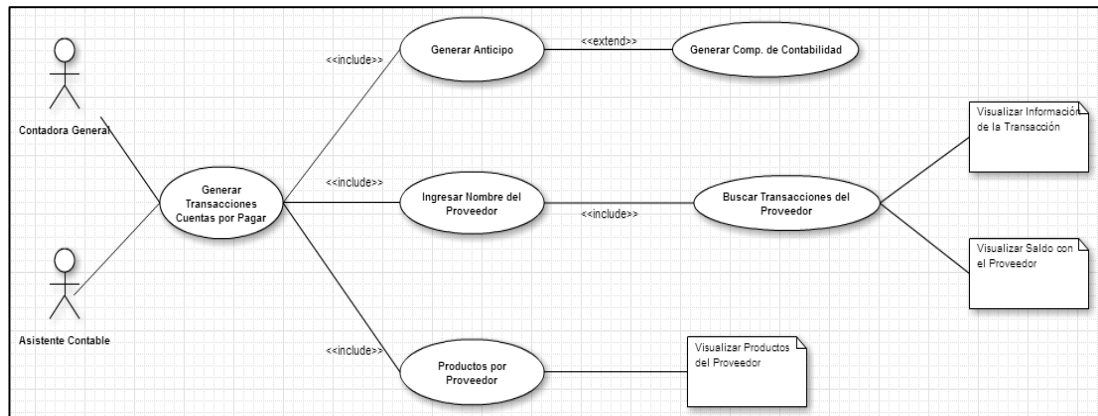 Generar Anticipo
<<extend>>
Generar Comp. de Contabilidad
<<include>>
Contadora General
Visualizar Información
de la Transacción
Generar
Transacciones
Cuentas por Pagar
<<include>>
Ingresar Nombre del
Proveedor
<<include>>
Buscar Transacciones del
Proveedor
Visualizar Saldo con
el Proveedor
Asistente Contable
<<include>>
Productos por
Proveedor
Visualizar Productos
del Proveedor